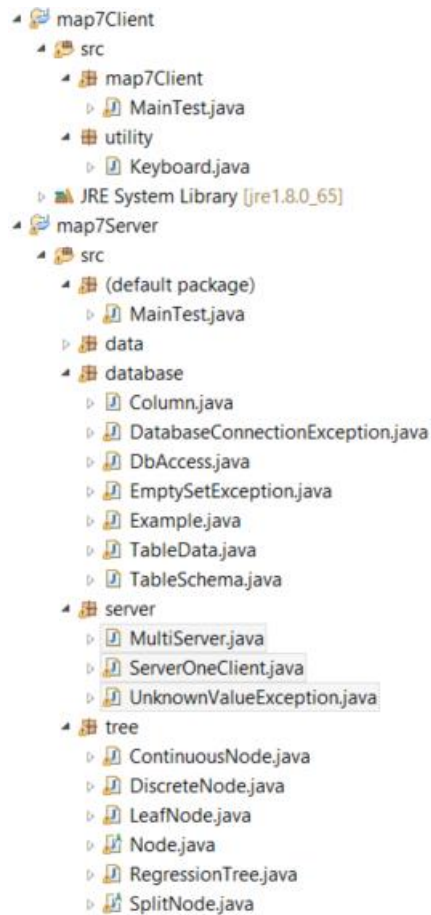 map7Client
src
map7Client
MainTest.java
utility
Keyboard.java
JRE System Library [jre1.8.0_65]
map7Server
src
(default package)
MainTest.java
data
database
Column.java
DatabaseConnectionException.java
DbAccess.java
EmptySetException.java
Example.java
TableData.java
TableSchema.java
server
MultiServer.java
ServerOneClient.java
UnknownValueException.java
tree
ContinuousNode.java
DiscreteNode.java
LeafNode.java
Node.java
RegressionTree.java
SplitNode.java